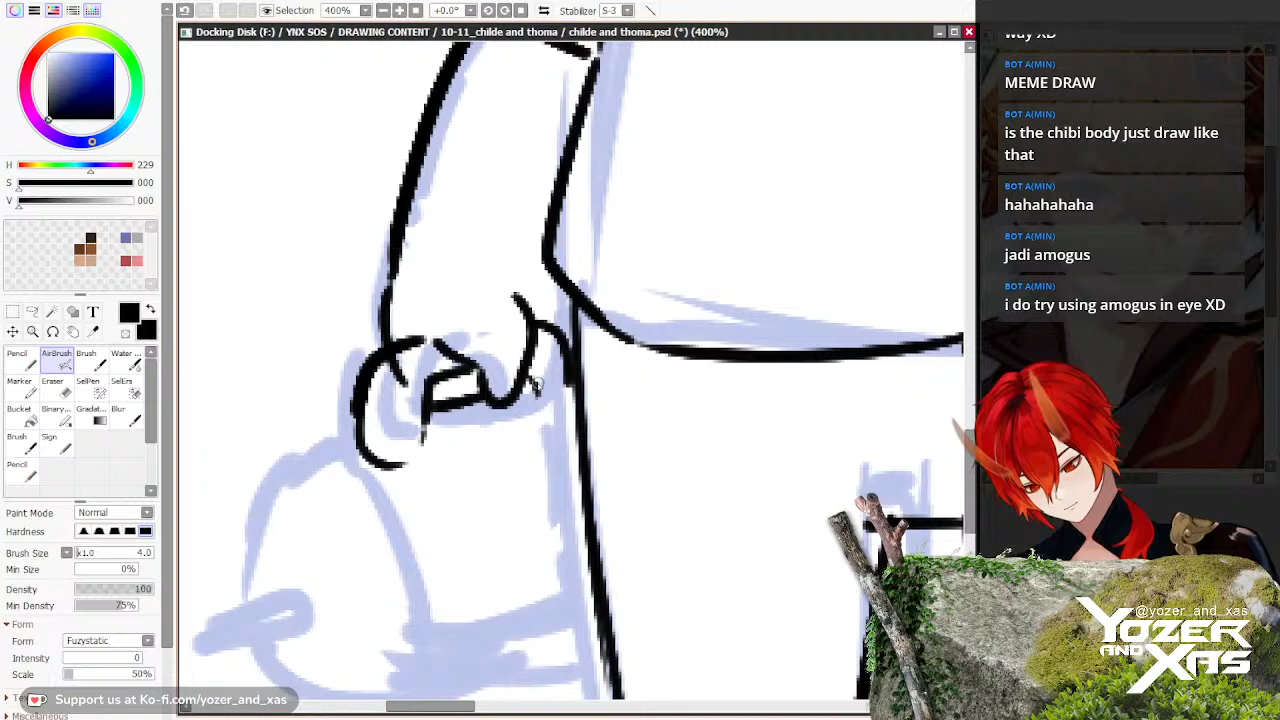 Selection 400% +0.0° Stabilizer S-3
Docking Disk (F:) / YNX SOS / DRAWING CONTENT / 10-11_childe and thoma / childe and thoma.psd (*) (400%)
H 229
S 000
V 000
T
Pencil AirBrush Brush Water ...
Marker Eraser SelPen SelErs
Bucket Binary... Gradat... Blur
Brush Sign
Pencil
Paint Mode Normal
Hardness
Brush Size x1.0 4.0
Min Size 0%
Density 100
Min Density 75%
Form
Form Fuzystatic
Intensity 0
Scale 50%
Miscellaneous
Support us at Ko-fi.com/yozer_and_xas
way XD
BOT A(MIN)
MEME DRAW
BOT A(MIN)
is the chibi body just draw like
that
BOT A(MIN)
hahahahaha
BOT A(MIN)
jadi amogus
BOT A(MIN)
i do try using amogus in eye XD
@yozer_and_xas
YOZER
AND
XAS